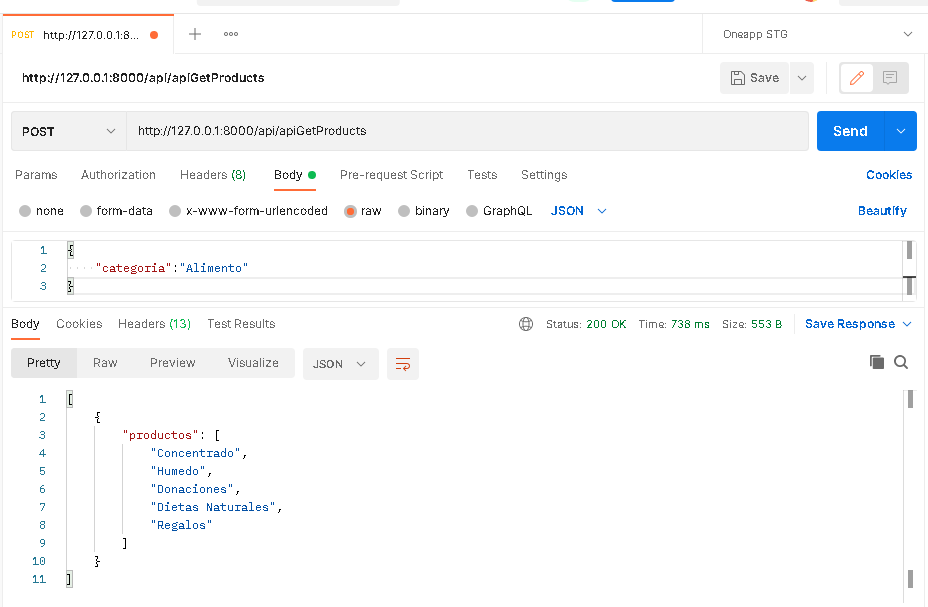 POST http://127.0.0.1:8... Oneapp STG
http://127.0.0.1:8000/api/apiGetProducts Save
POST http://127.0.0.1:8000/api/apiGetProducts Send
Params Authorization Headers (8) Body Pre-request Script Tests Settings Cookies
none form-data x-www-form-urlencoded raw binary GraphQL JSON Beautify
1 {
2 ····"categoria":"Alimento"
3 }
Body Cookies Headers (13) Test Results Status: 200 OK Time: 738 ms Size: 553 B Save Response
Pretty Raw Preview Visualize JSON
1 [
2 {
3 "productos": [
4 "Concentrado",
5 "Humedo",
6 "Donaciones",
7 "Dietas Naturales",
8 "Regalos"
9 ]
10 }
11 ]